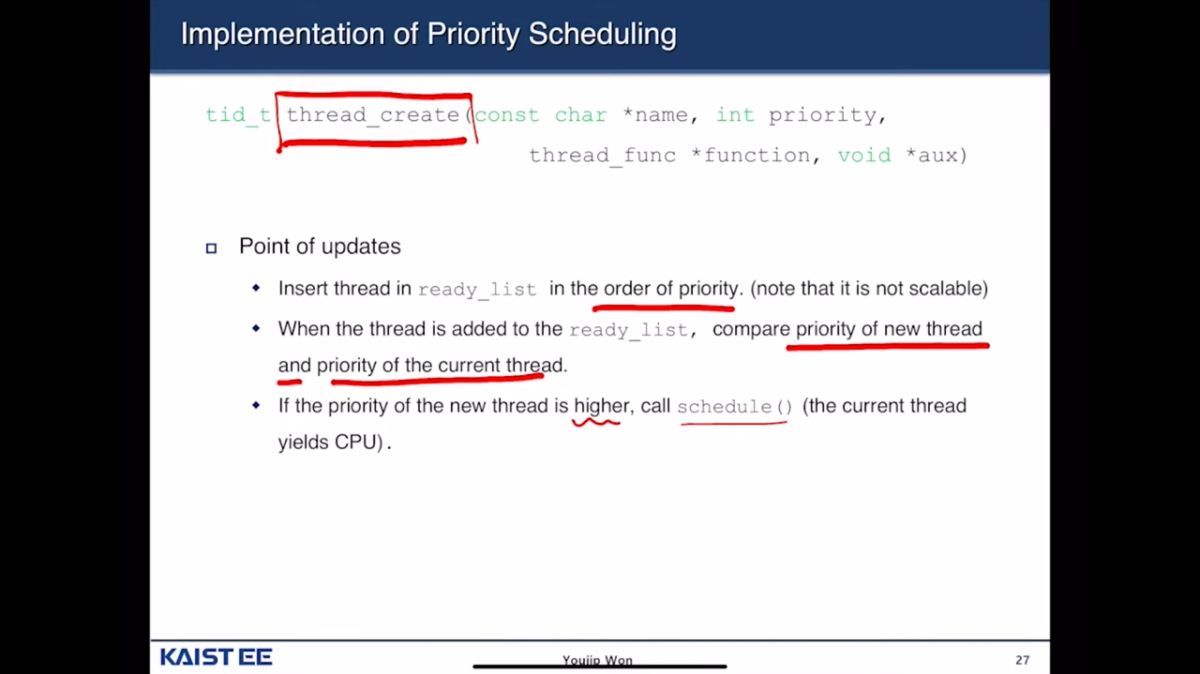 Implementation of Priority Scheduling
tid_t thread_create(const char *name, int priority,
thread_func *function, void *aux)
Point of updates
Insert thread in ready_list in the order of priority. (note that it is not scalable)
When the thread is added to the ready_list, compare priority of new thread
and priority of the current thread.
If the priority of the new thread is higher, call schedule() (the current thread
yields CPU).
KAIST EE
Youjip Won
27